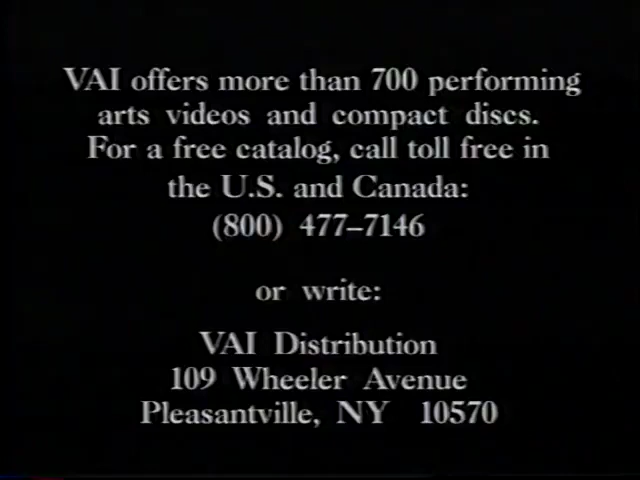 VAI offers more than 700 performing
arts videos and compact discs.
For a free catalog, call toll free in
the U.S. and Canada:
(800) 477–7146
or write:
VAI Distribution
109 Wheeler Avenue
Pleasantville, NY 10570